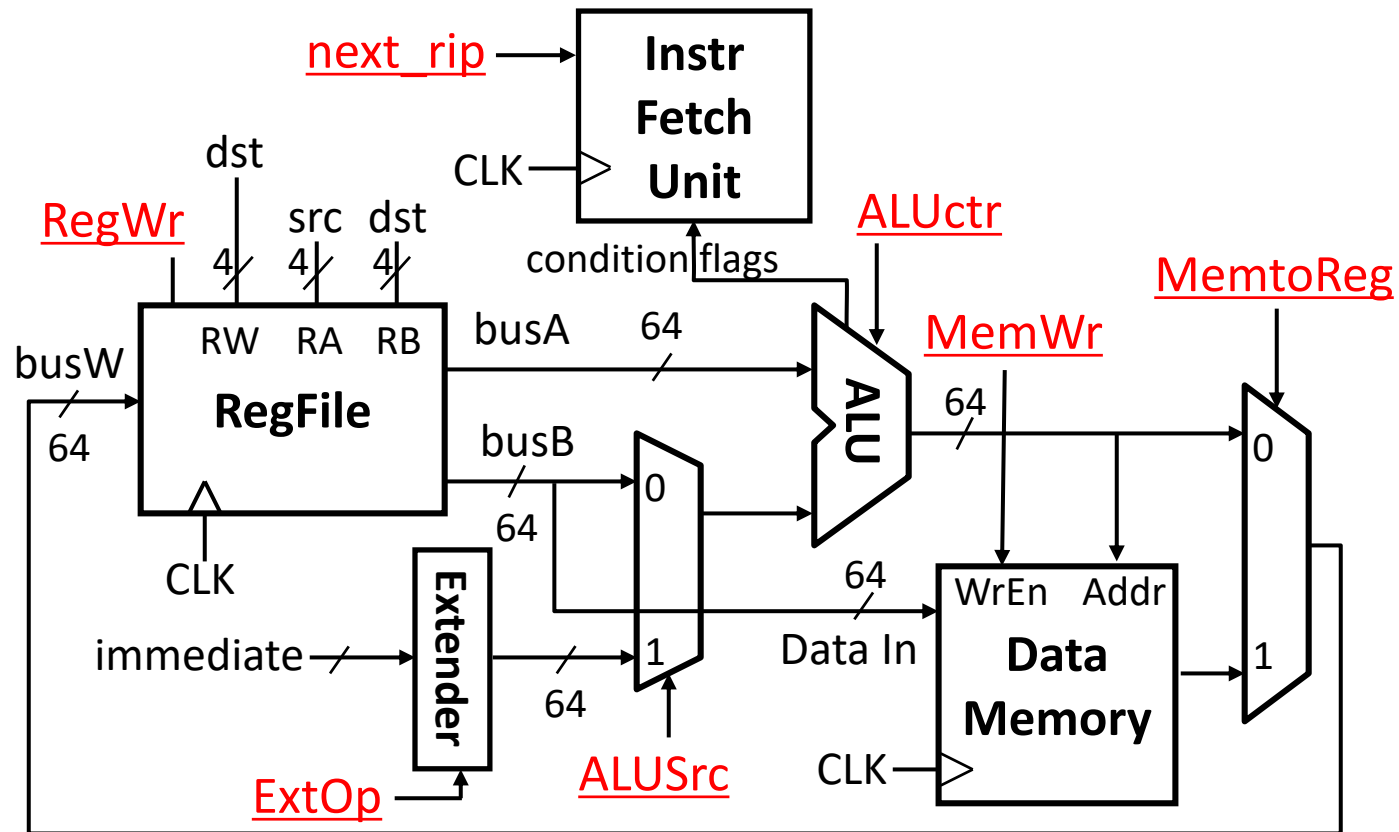 next_rip
Instr
Fetch
Unit
CLK
dst
RegWr
src
dst
4
4
4
condition flags
ALUctr
MemtoReg
RW
RA
RB
busA
64
MemWr
busW
64
RegFile
ALU
64
0
busB
64
0
CLK
Extender
64
WrEn
Addr
immediate
64
1
Data In
Data
Memory
1
CLK
ExtOp
ALUSrc